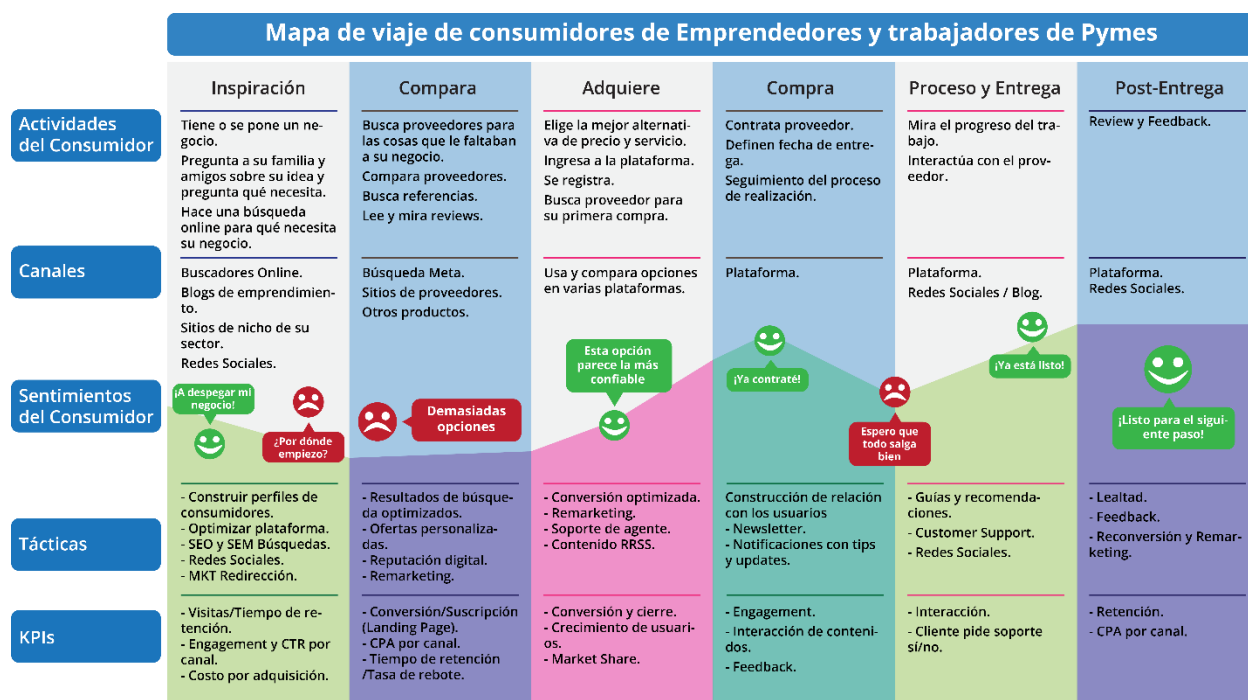 Mapa de viaje de consumidores de Emprendedores y trabajadores de Pymes
Inspiración
Compara
Adquiere
Compra
Proceso y Entrega
Post-Entrega
Actividades
del Consumidor
Tiene o se pone un ne-
gocio.
Pregunta a su familia y
amigos sobre su idea y
pregunta qué necesita.
Hace una búsqueda
online para qué necesita
su negocio.
Busca proveedores para
las cosas que le faltaban
a su negocio.
Compara proveedores.
Busca referencias.
Lee y mira reviews.
Elige la mejor alternati-
va de precio y servicio.
Ingresa a la plataforma.
Se registra.
Busca proveedor para
su primera compra.
Contrata proveedor.
Definen fecha de entre-
ga.
Seguimiento del proceso
de realización.
Mira el progreso del tra-
bajo.
Interactúa con el prov-
eedor.
Review y Feedback.
Canales
Buscadores Online.
Blogs de emprendimien-
to.
Sitios de nicho de su
sector.
Redes Sociales.
Búsqueda Meta.
Sitios de proveedores.
Otros productos.
Usa y compara opciones
en varias plataformas.
Plataforma.
Plataforma.
Redes Sociales / Blog.
Plataforma.
Redes Sociales.
Sentimientos
del Consumidor
¡A despegar mi
negocio!
¿Por dónde
empiezo?
Demasiadas
opciones
Esta opción
parece la más
confiable
¡Ya contraté!
Espero que
todo salga
bien
¡Ya está listo!
¡Listo para el sigui-
ente paso!
Tácticas
- Construir perfiles de
consumidores.
- Optimizar plataforma.
- SEO y SEM Búsquedas.
- Redes Sociales.
- MKT Redirección.
- Resultados de búsque-
da optimizados.
- Ofertas personaliza-
das.
- Reputación digital.
- Remarketing.
- Conversión optimizada.
- Remarketing.
- Soporte de agente.
- Contenido RRSS.
Construcción de relación
con los usuarios
- Newsletter.
- Notificaciones con tips
y updates.
- Guías y recomenda-
ciones.
- Customer Support.
- Redes Sociales.
- Lealtad.
- Feedback.
- Reconversión y Remar-
keting.
KPIs
- Visitas/Tiempo de re-
tención.
- Engagement y CTR por
canal.
- Costo por adquisición.
- Conversión/Suscripción
(Landing Page).
- CPA por canal.
- Tiempo de retención
/Tasa de rebote.
- Conversión y cierre.
- Crecimiento de usuari-
os.
- Market Share.
- Engagement.
- Interacción de conteni-
dos.
- Feedback.
- Interacción.
- Cliente pide soporte
sí/no.
- Retención.
- CPA por canal.